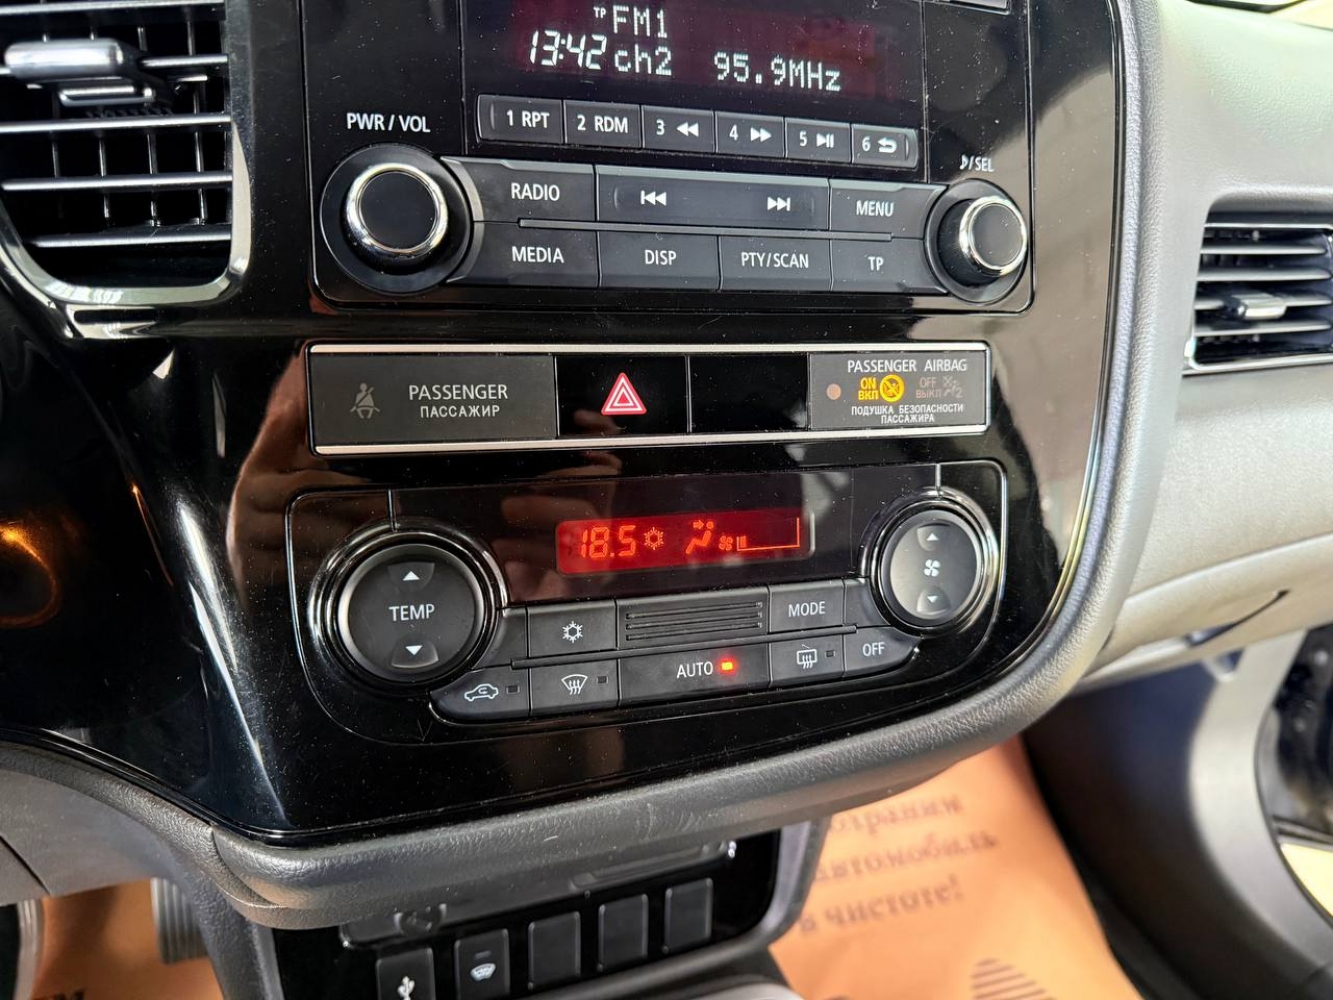 TP FM1
13:42 ch2 95.9MHz
1 RPT 2 RDM 3 4 5 6
PWR / VOL
/SEL
RADIO MENU
MEDIA DISP PTY/SCAN TP
PASSENGER
ПАССАЖИР
PASSENGER AIRBAG
ON OFF
ВКЛ ВЫКЛ 2
ПОДУШКА БЕЗОПАСНОСТИ
ПАССАЖИРА
18.5
TEMP
MODE
AUTO OFF
автомобиль
в чистоте!